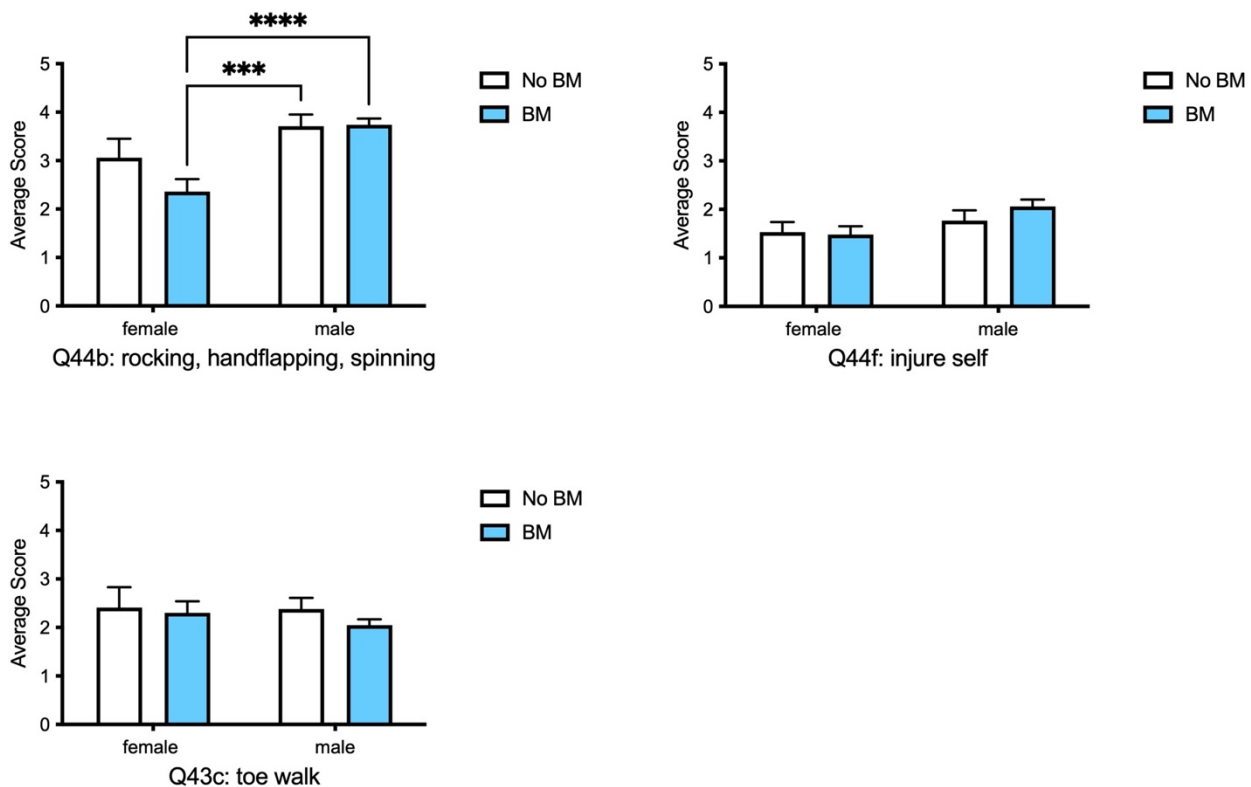 ****
***
5
4
3
2
1
0
Average Score
No BM
BM
female male
Q44b: rocking, handflapping, spinning
5
4
3
2
1
0
Average Score
No BM
BM
female male
Q44f: injure self
5
4
3
2
1
0
Average Score
No BM
BM
female male
Q43c: toe walk